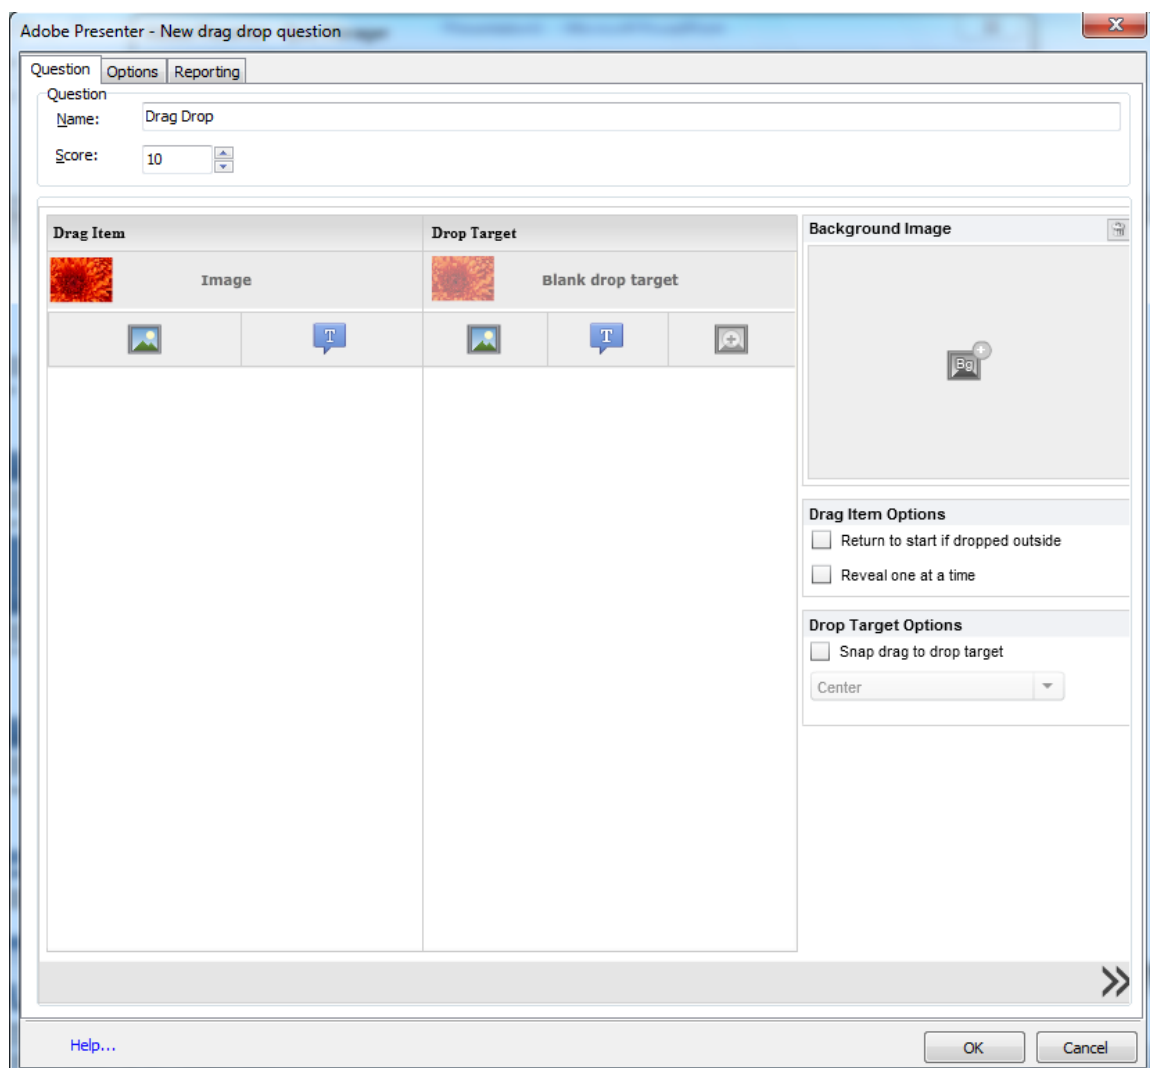 Adobe Presenter - New drag drop question
Question Options Reporting
Question
Name: Drag Drop
Score: 10
Drag Item Drop Target Background Image
Image Blank drop target
T T
Bg
Drag Item Options
Return to start if dropped outside
Reveal one at a time
Drop Target Options
Snap drag to drop target
Center
Help... OK Cancel